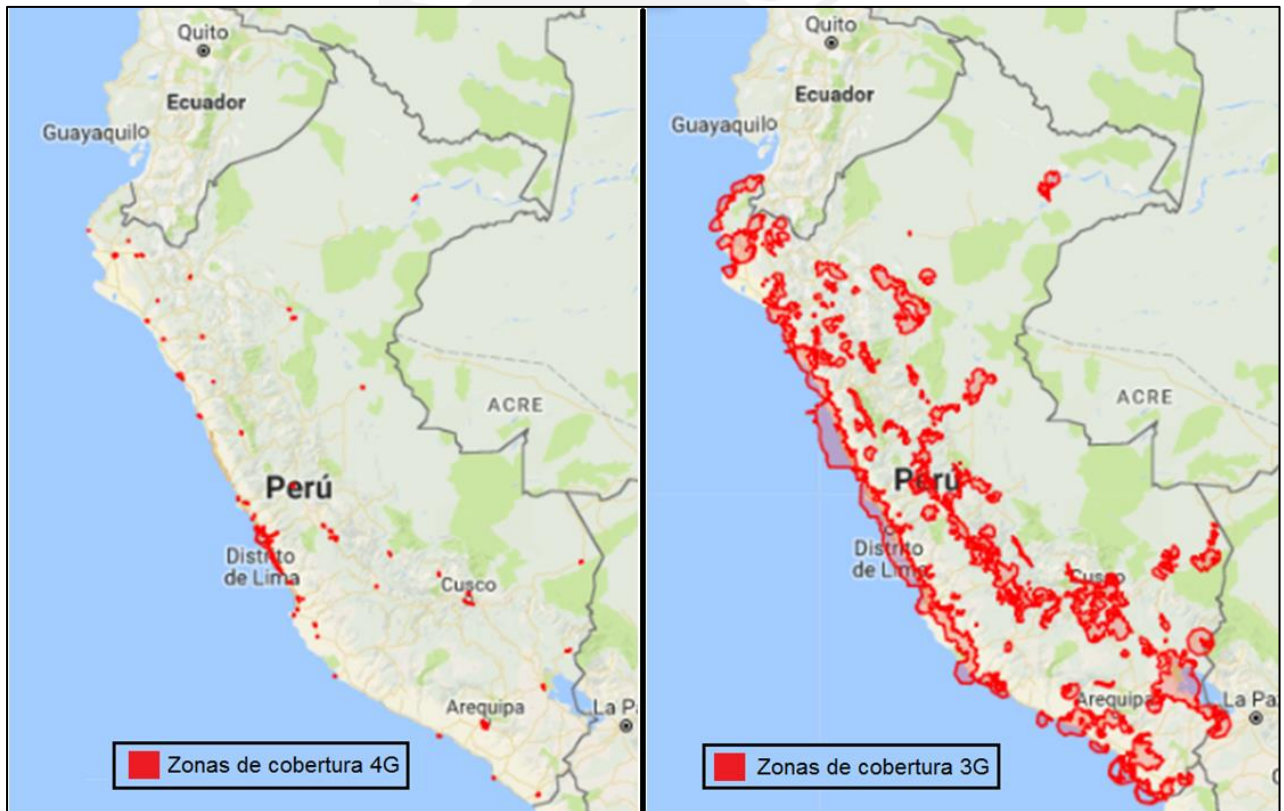 Quito
Ecuador
Guayaquilo
ACRE
Perú
Distrito
de Lima
Cusco
Arequipa
La Pa
Zonas de cobertura 4G
Quito
Ecuador
Guayaquilo
ACRE
Perú
Distrito
de Lima
Cusco
Arequipa
La Paz
Zonas de cobertura 3G